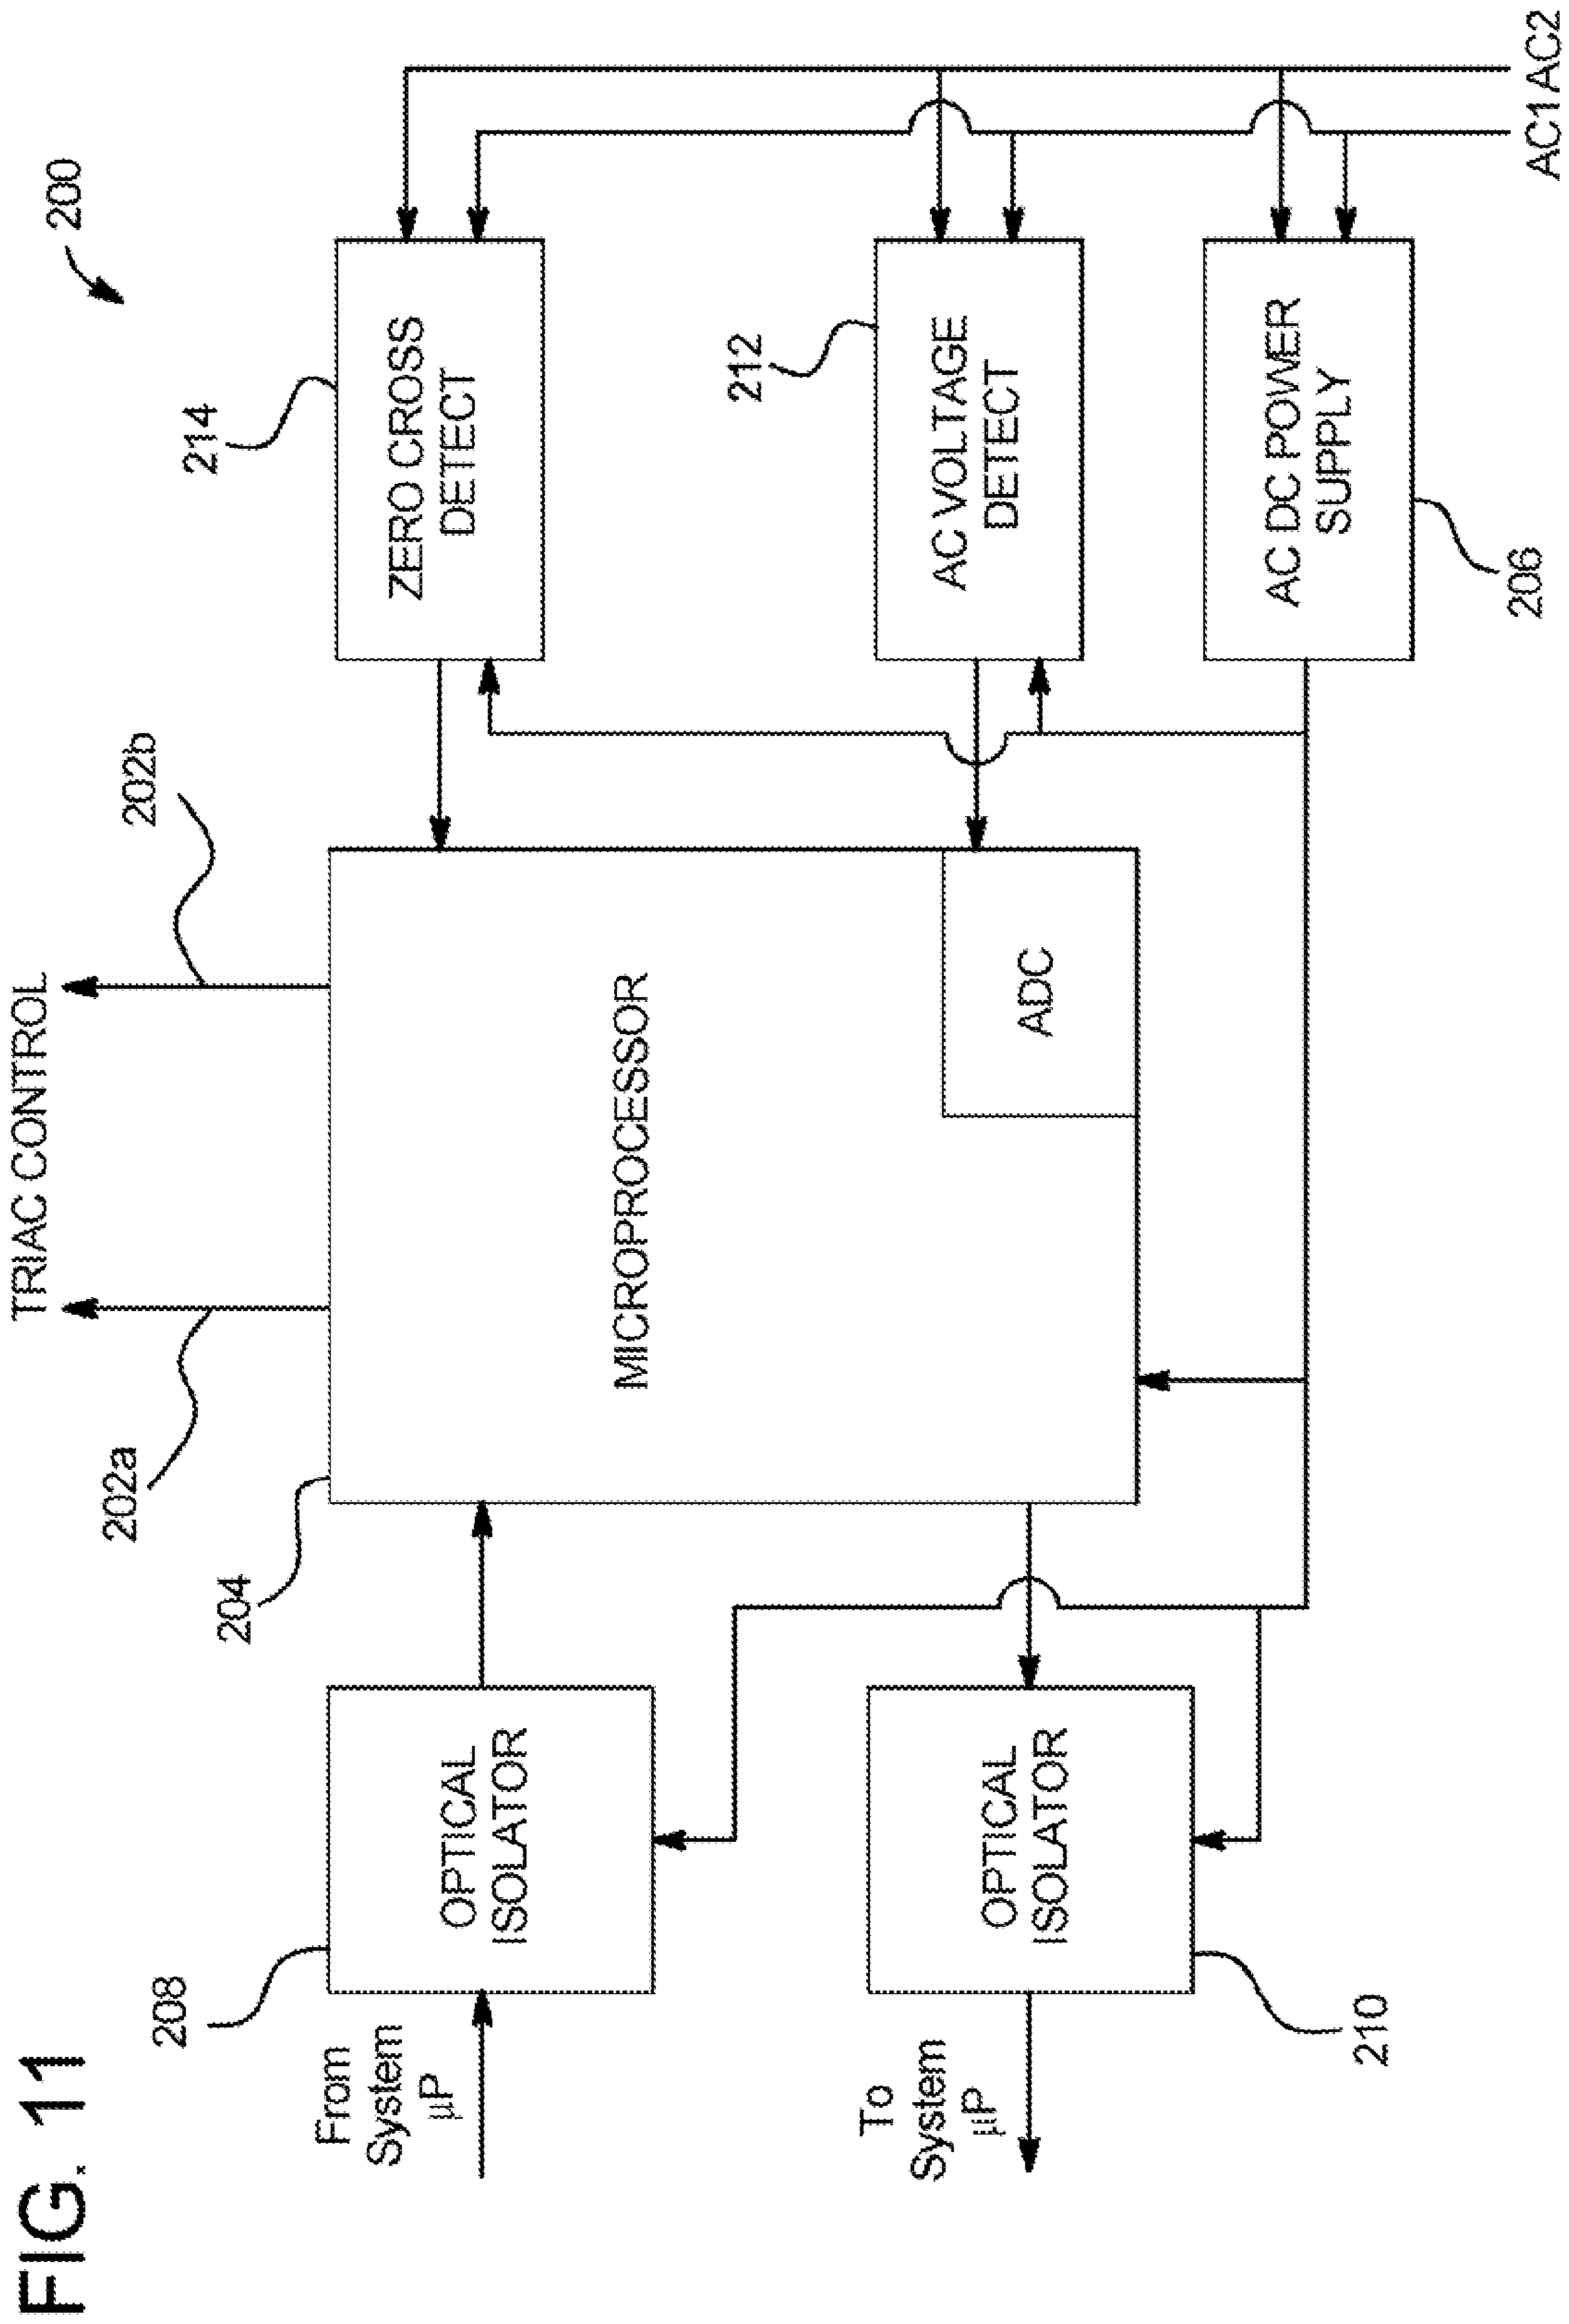 FIG. 11
TRIAC CONTROL
200
202a
202b
204
214
208
From
System
µP
OPTICAL
ISOLATOR
MICROPROCESSOR
ZERO CROSS
DETECT
212
To
System
µP
OPTICAL
ISOLATOR
ADC
AC VOLTAGE
DETECT
210
AC DC POWER
SUPPLY
206
AC1 AC2